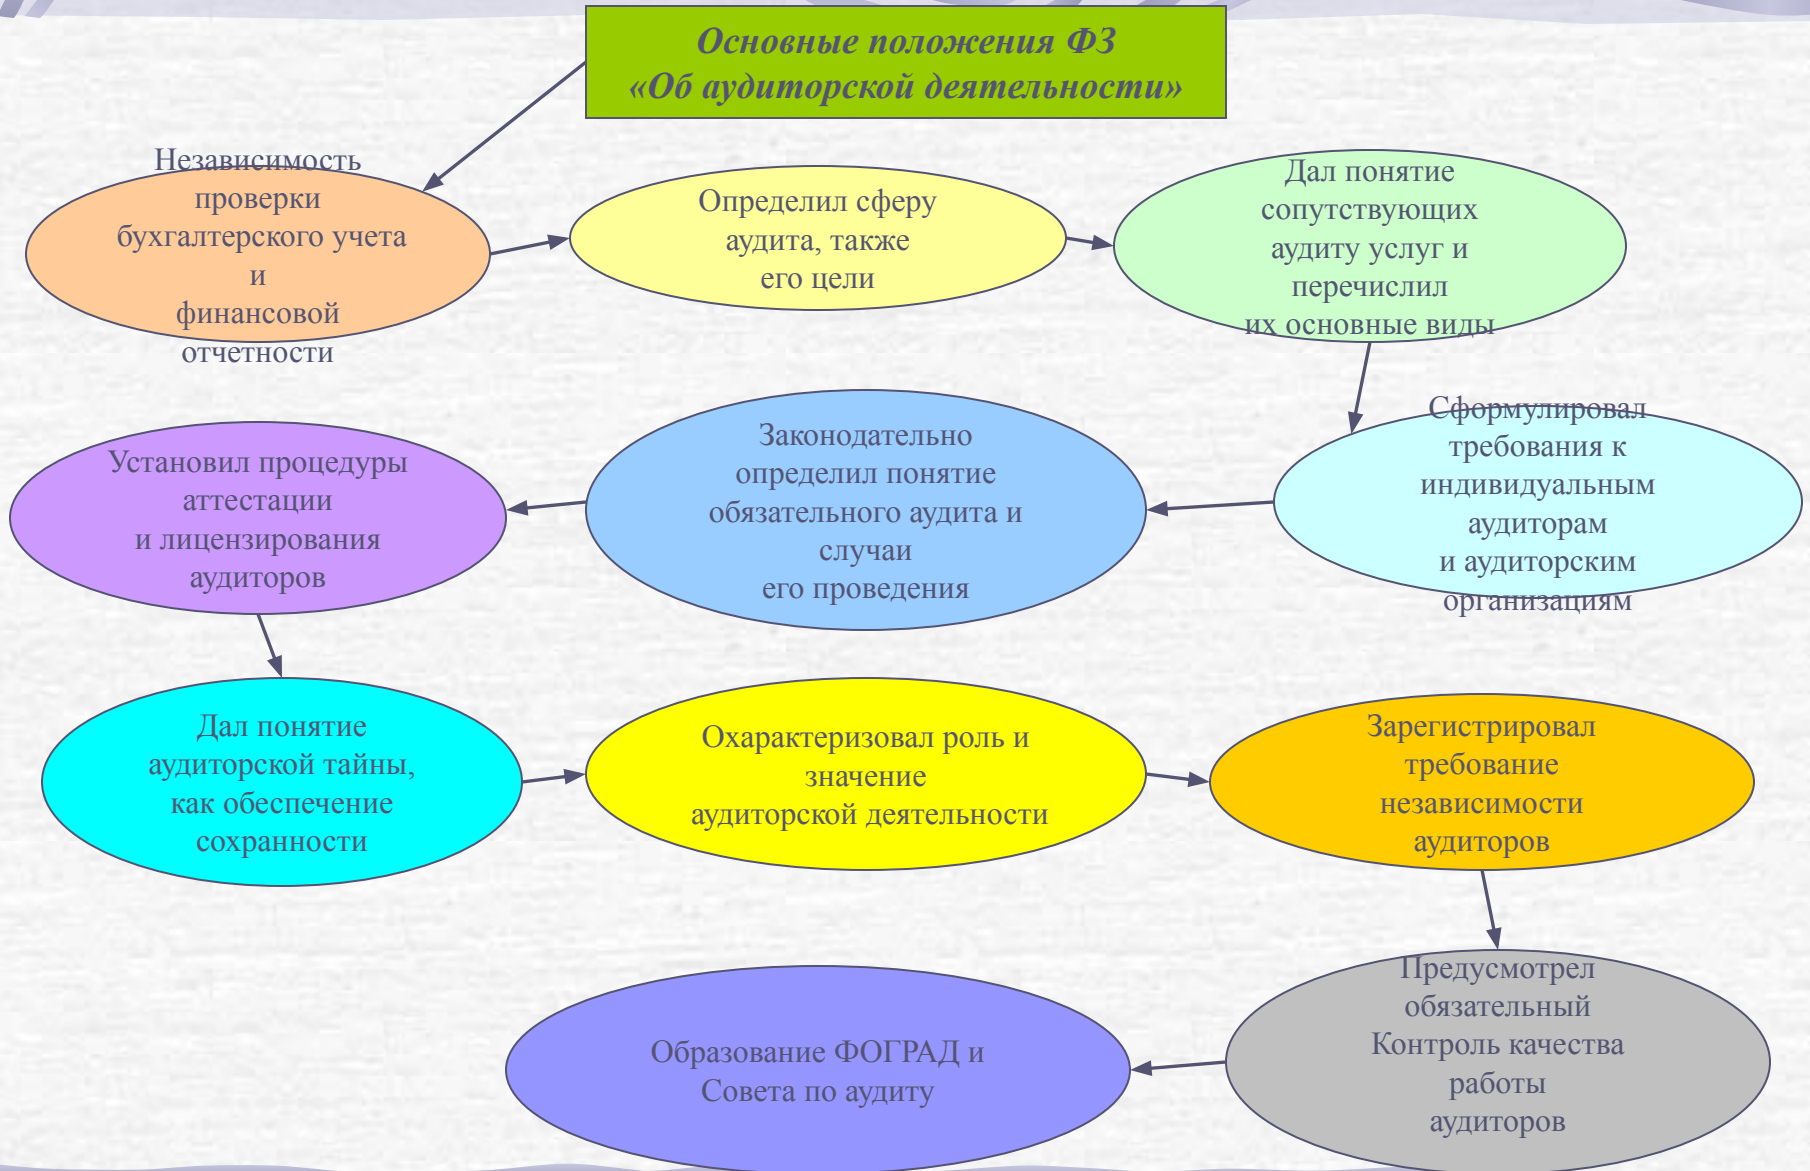 Основные положения ФЗ
«Об аудиторской деятельности»
Независимость
проверки
бухгалтерского учета
и
финансовой
отчетности
Определил сферу
аудита, также
его цели
Дал понятие
сопутствующих
аудиту услуг и
перечислил
их основные виды
Сформулировал
требования к
индивидуальным
аудиторам
и аудиторским
организациям
Законодательно
определил понятие
обязательного аудита и
случаи
его проведения
Установил процедуры
аттестации
и лицензирования
аудиторов
Дал понятие
аудиторской тайны,
как обеспечение
сохранности
Охарактеризовал роль и
значение
аудиторской деятельности
Зарегистрировал
требование
независимости
аудиторов
Предусмотрел
обязательный
Контроль качества
работы
аудиторов
Образование ФОГРАД и
Совета по аудиту